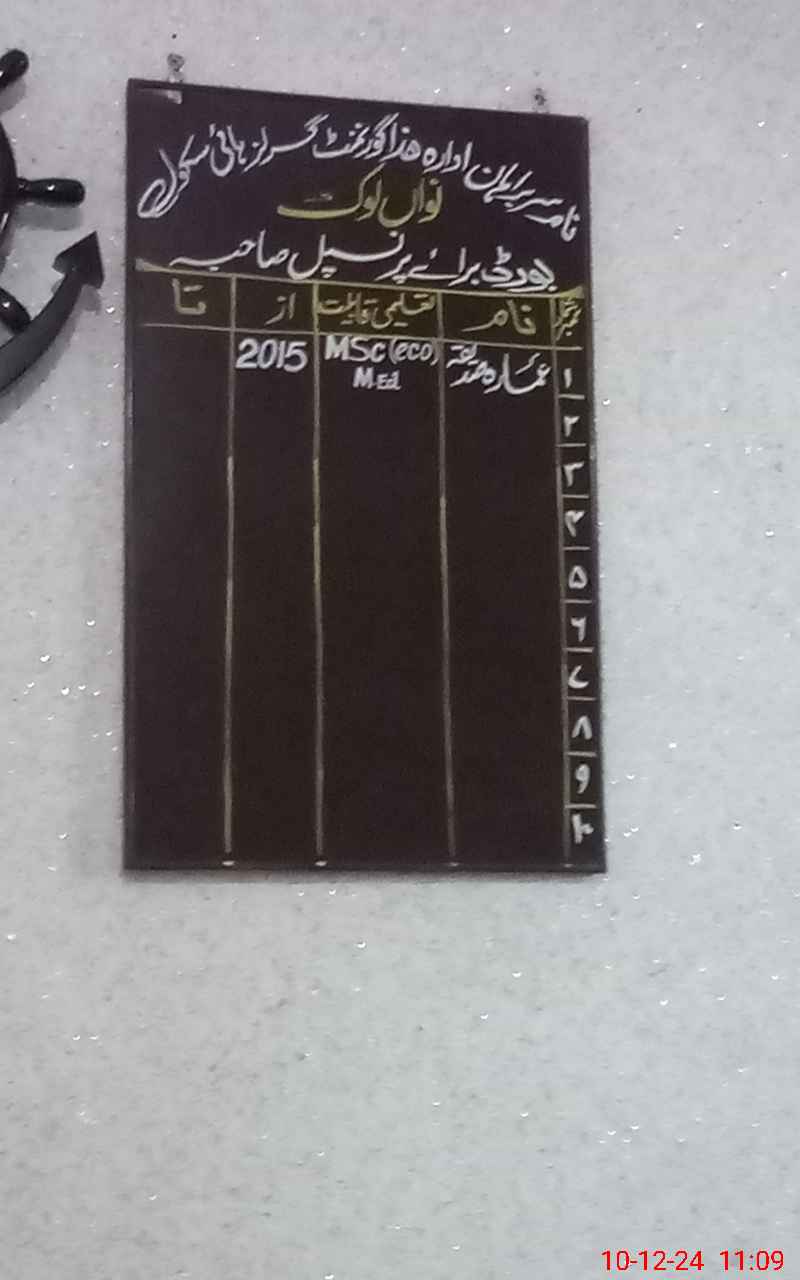 نام سربراہان ادارہ ھذا گورنمنٹ گرلز ہائی سکول
نواں لوک
بورڈ برائے پرنسپل صاحبہ
نمبر شمار نام تعلیمی قابلیت از تا
۱ عمارہ صدیقہ MSc (eco) M.Ed 2015
۲
۳
۴
۵
۶
۷
۸
۹
۱۰
10-12-24 11:09